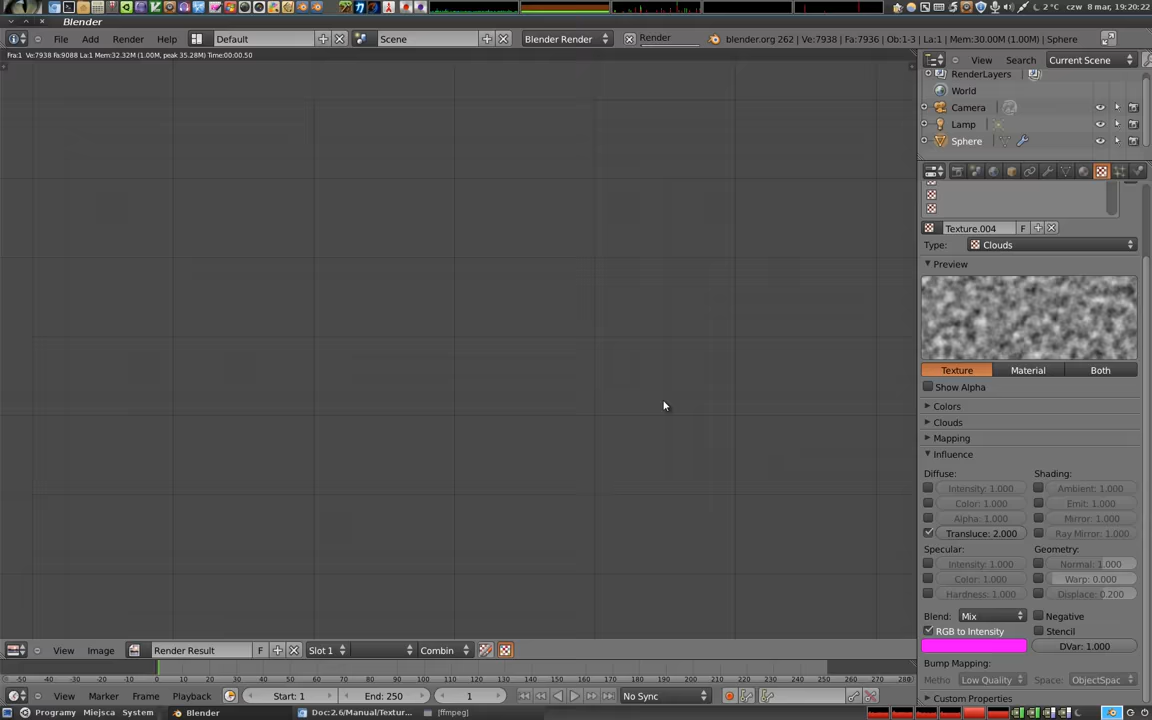 2 °C czw 8 mar, 19:20:22
Blender
File Add Render Help Default Scene Blender Render Render blender.org 262 | Ve:7938 | Fa:7936 | Ob:1-3 | La:1 | Mem:30.00M (1.00M) | Sphere
Fra:1 Ve:7938 Fa:9088 La:1 Mem:32.32M (1.00M, peak 35.28M) Time:00:00.50
View Search Current Scene
RenderLayers
World
Camera
Lamp
Sphere
Texture.004 F
Type: Clouds
Preview
Texture Material Both
Show Alpha
Colors
Clouds
Mapping
Influence
Diffuse: Shading:
Intensity: 1.000 Ambient: 1.000
Color: 1.000 Emit: 1.000
Alpha: 1.000 Mirror: 1.000
Transluce: 2.000 Ray Mirror: 1.000
Specular: Geometry:
Intensity: 1.000 Normal: 1.000
Color: 1.000 Warp: 0.000
Hardness: 1.000 Displace: 0.200
Blend: Mix Negative
RGB to Intensity Stencil
DVar: 1.000
Bump Mapping:
Metho Low Quality Space: ObjectSpac
Custom Properties
View Image Render Result F Slot 1 Combin
-50 -40 -30 -20 -10 0 10 20 30 40 50 60 70 80 90 100 110 120 130 140 150 160 170 180 190 200 210 220 230 240 250 260 270 280
View Marker Frame Playback Start: 1 End: 250 1 No Sync
Programy Miejsca System Blender Doc:2.6/Manual/Textur... [ffmpeg]